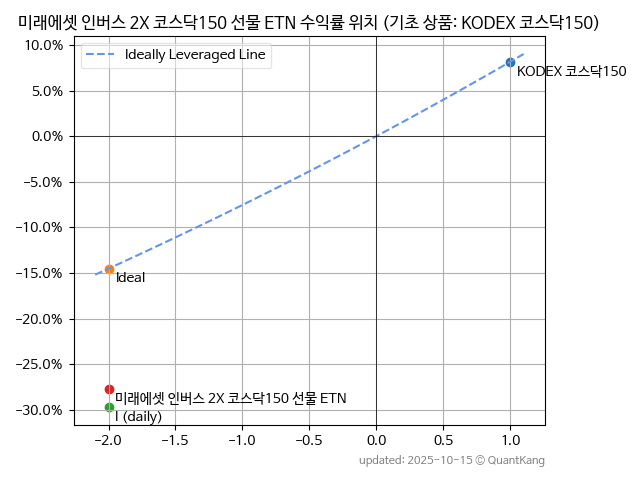 미래에셋 인버스 2X 코스닥150 선물 ETN 수익률 위치 (기초 상품: KODEX 코스닥150)
10.0%
Ideally Leveraged Line
KODEX 코스닥150
5.0%
0.0%
−5.0%
−10.0%
−15.0%
Ideal
−20.0%
−25.0%
미래에셋 인버스 2X 코스닥150 선물 ETN
−30.0%
I (daily)
−2.0 −1.5 −1.0 −0.5 0.0 0.5 1.0
updated: 2025-10-15 © QuantKang